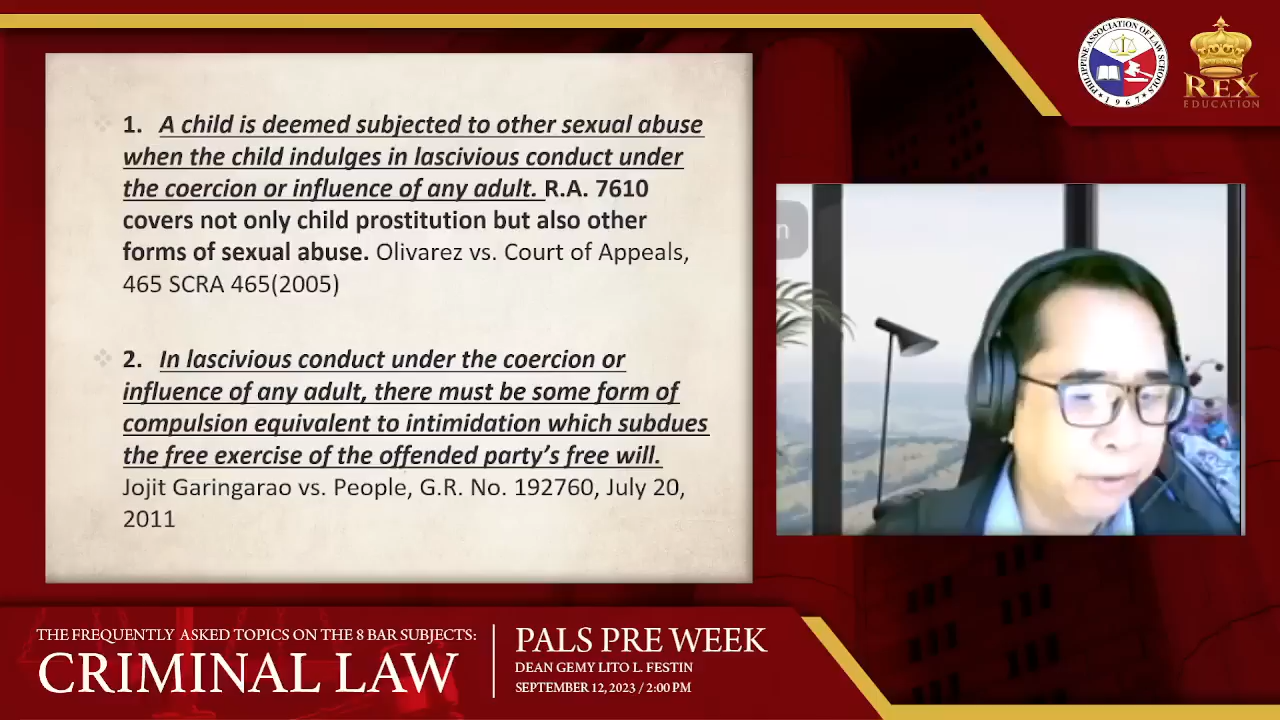 1. A child is deemed subjected to other sexual abuse
when the child indulges in lascivious conduct under
the coercion or influence of any adult. R.A. 7610
covers not only child prostitution but also other
forms of sexual abuse. Olivarez vs. Court of Appeals,
465 SCRA 465(2005)
2. In lascivious conduct under the coercion or
influence of any adult, there must be some form of
compulsion equivalent to intimidation which subdues
the free exercise of the offended party's free will.
Jojit Garingarao vs. People, G.R. No. 192760, July 20,
2011
PHILIPPINE ASSOCIATION OF LAW SCHOOLS
1967
REX
EDUCATION
n
THE FREQUENTLY ASKED TOPICS ON THE 8 BAR SUBJECTS:
CRIMINAL LAW
PALS PRE WEEK
DEAN GEMY LITO L. FESTIN
SEPTEMBER 12, 2023 / 2:00 PM